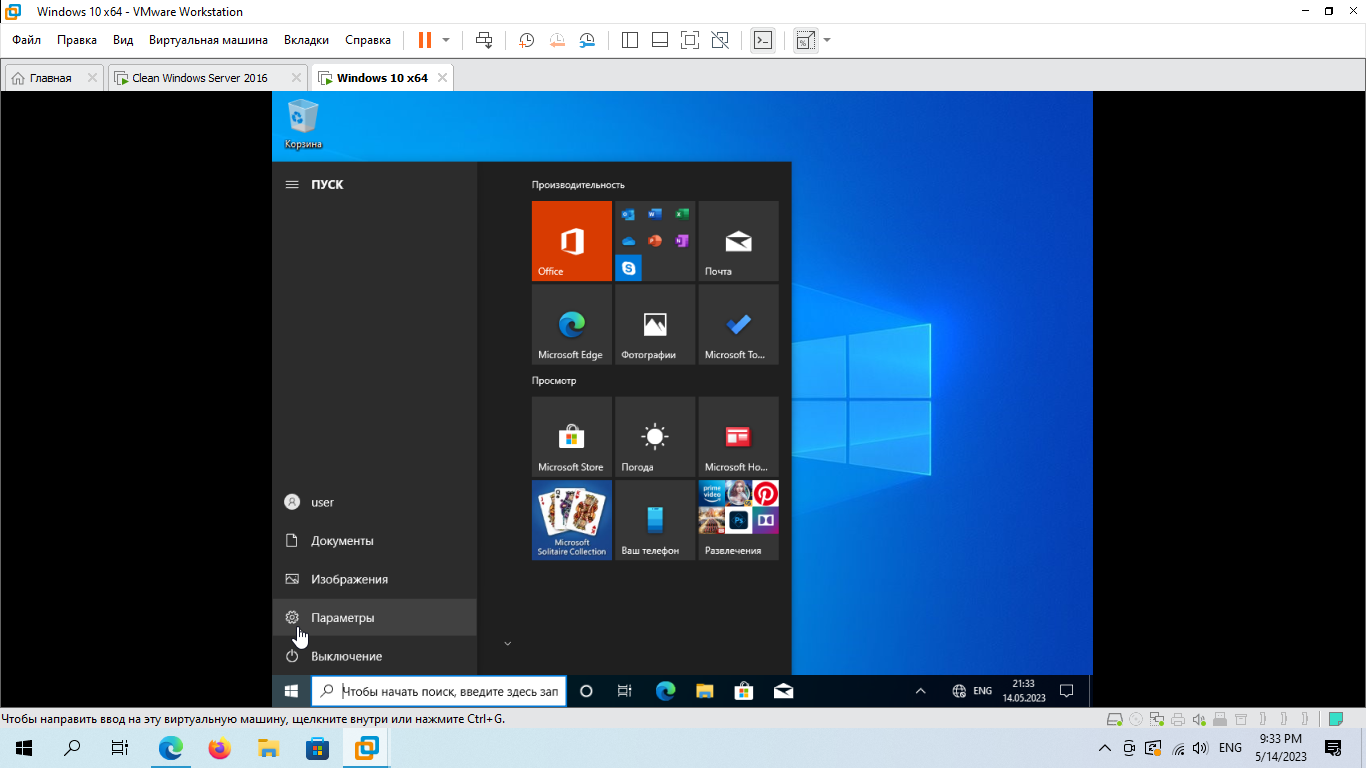 Windows 10 x64 - VMware Workstation
Файл Правка Вид Виртуальная машина Вкладки Справка
Главная Clean Windows Server 2016 Windows 10 x64
Корзина
ПУСК
Производительность
Office
Почта
Microsoft Edge Фотографии Microsoft To...
Просмотр
Microsoft Store Погода Microsoft Но...
Microsoft
Solitaire Collection
Ваш телефон
prime
video
Ps
Развлечения
user
Документы
Изображения
Параметры
Выключение
Чтобы начать поиск, введите здесь зап
ENG
21:33
14.05.2023
Чтобы направить ввод на эту виртуальную машину, щелкните внутри или нажмите Ctrl+G.
ENG
9:33 PM
5/14/2023